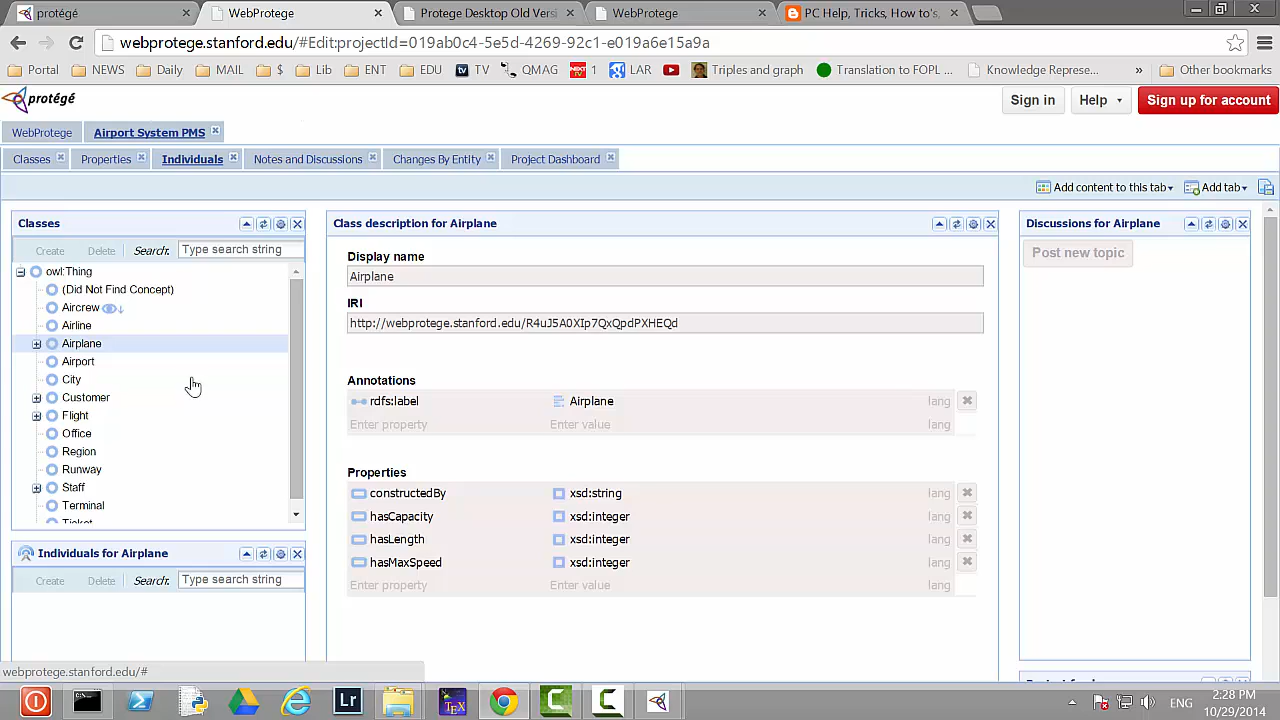 protégé
WebProtege
Protege Desktop Old Versi
WebProtege
PC Help, Tricks, How to's,
webprotege.stanford.edu/#Edit:projectId=019ab0c4-5e5d-4269-92c1-e019a6e15a9a
Portal NEWS Daily MAIL $ Lib ENT EDU TV QMAG 1 LAR Triples and graph Translation to FOPL ... Knowledge Represe... » Other bookmarks
protégé
Sign in Help Sign up for account
WebProtege Airport System PMS
Classes Properties Individuals Notes and Discussions Changes By Entity Project Dashboard
Add content to this tab Add tab
Classes
Create Delete Search: Type search string
owl:Thing
(Did Not Find Concept)
Aircrew
Airline
Airplane
Airport
City
Customer
Flight
Office
Region
Runway
Staff
Terminal
Ticket
Individuals for Airplane
Create Delete Search: Type search string
Class description for Airplane
Display name
Airplane
IRI
http://webprotege.stanford.edu/R4uJ5A0XIp7QxQpdPXHEQd
Annotations
rdfs:label Airplane lang
Enter property Enter value lang
Properties
constructedBy xsd:string lang
hasCapacity xsd:integer lang
hasLength xsd:integer lang
hasMaxSpeed xsd:integer lang
Enter property Enter value lang
Discussions for Airplane
Post new topic
webprotege.stanford.edu/#
Lr
TEX
ENG
2:28 PM
10/29/2014